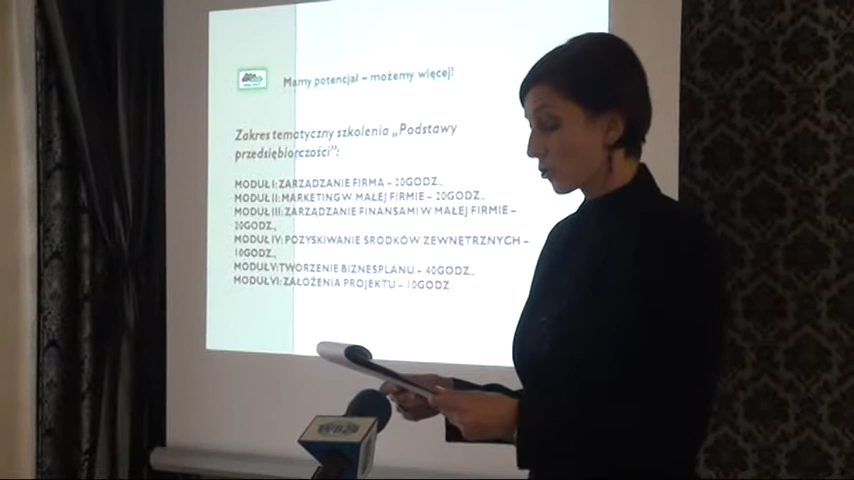 Mamy potencjał – możemy więcej!
Zakres tematyczny szkolenia „Podstawy
przedsiębiorczości":
MODUŁ I: ZARZĄDZANIE FIRMĄ – 20GODZ.,
MODUŁ II: MARKETING W MAŁEJ FIRMIE – 20GODZ.,
MODUŁ III: ZARZĄDZANIE FINANSAMI W MAŁEJ FIRMIE –
20GODZ.,
MODUŁ IV: POZYSKIWANIE ŚRODKÓW ZEWNĘTRZNYCH –
10GODZ.,
MODUŁ V: TWORZENIE BIZNESPLANU – 40GODZ.,
MODUŁ VI: ZAŁOŻENIA PROJEKTU – 10GODZ.